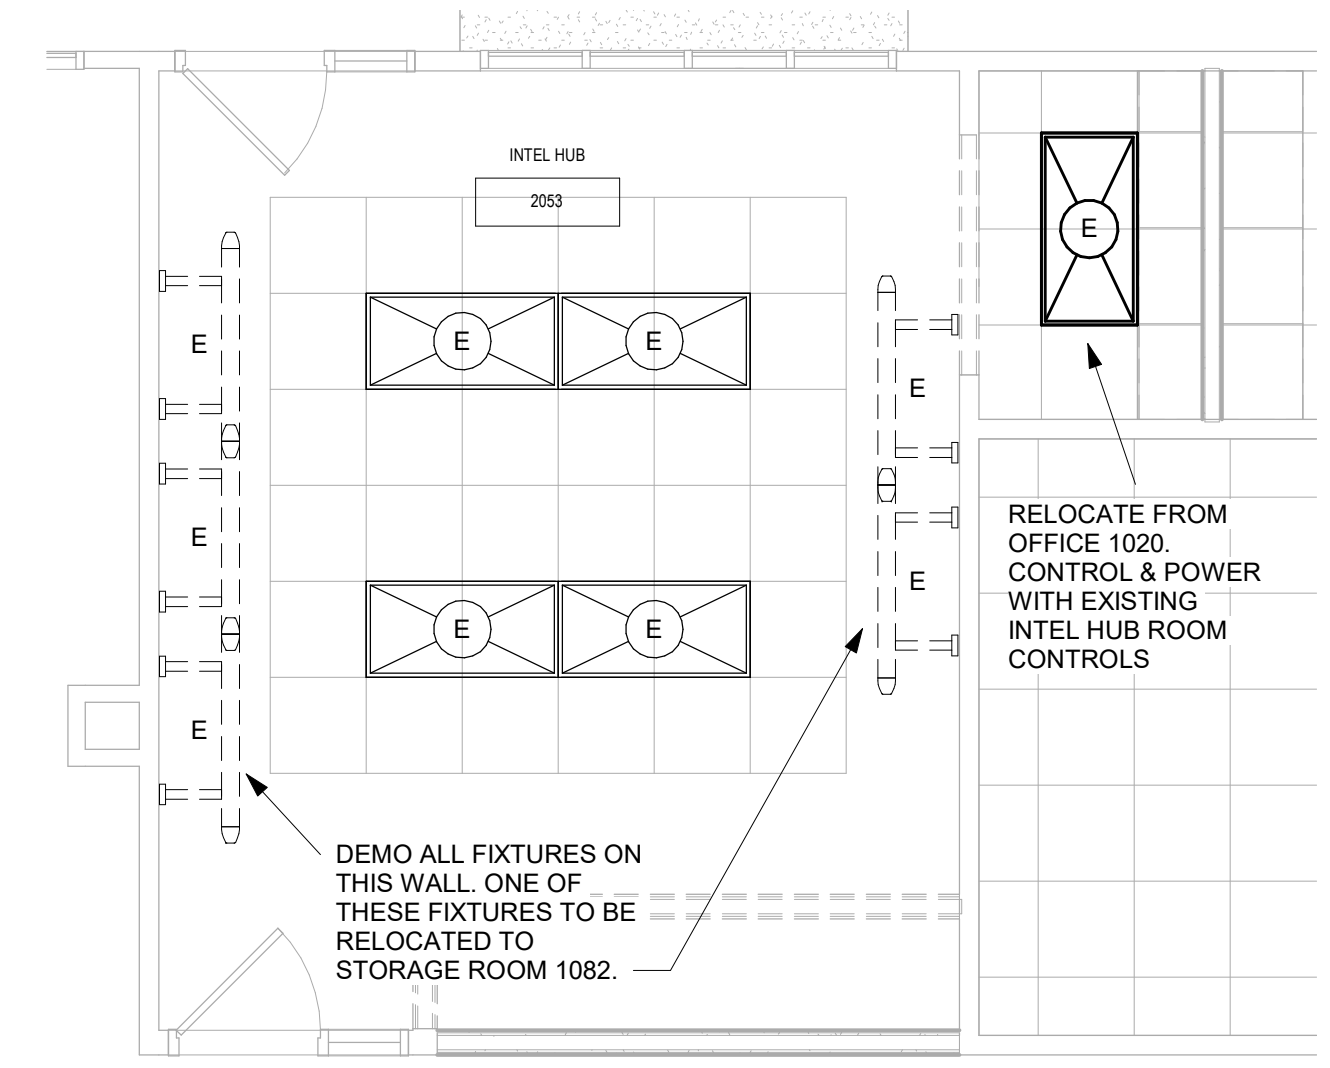 INTEL HUB
2053
E
E
E
E
E
E
E
E
E
E
E
E
RELOCATE FROM
OFFICE 1020.
CONTROL & POWER
WITH EXISTING
INTEL HUB ROOM
CONTROLS
DEMO ALL FIXTURES ON
THIS WALL. ONE OF
THESE FIXTURES TO BE
RELOCATED TO
STORAGE ROOM 1082.